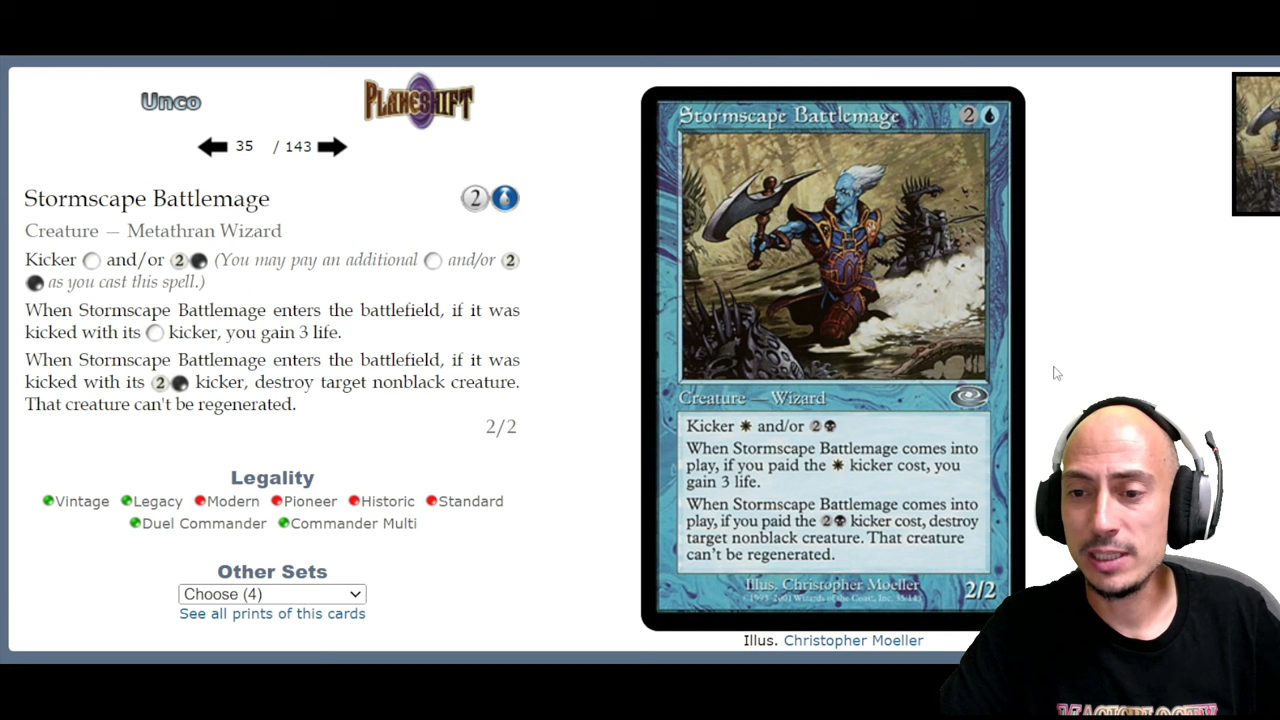 Unco
PLANESHIFT
35 / 143
Stormscape Battlemage 2
Creature — Metathran Wizard
Kicker and/or 2 (You may pay an additional and/or 2
as you cast this spell.)
When Stormscape Battlemage enters the battlefield, if it was
kicked with its kicker, you gain 3 life.
When Stormscape Battlemage enters the battlefield, if it was
kicked with its 2 kicker, destroy target nonblack creature.
That creature can't be regenerated.
2/2
Legality
Vintage Legacy Modern Pioneer Historic Standard
Duel Commander Commander Multi
Other Sets
Choose (4)
See all prints of this cards
Stormscape Battlemage 2
Creature — Wizard
Kicker and/or 2
When Stormscape Battlemage comes into
play, if you paid the kicker cost, you
gain 3 life.
When Stormscape Battlemage comes into
play, if you paid the 2 kicker cost, destroy
target nonblack creature. That creature
can't be regenerated.
Illus. Christopher Moeller
2/2
Illus. Christopher Moeller